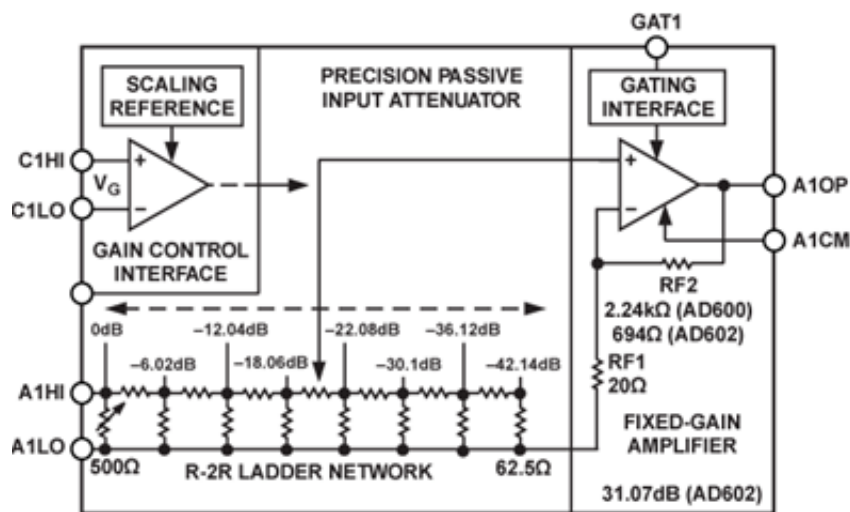 GAT1
SCALING
REFERENCE
PRECISION PASSIVE
INPUT ATTENUATOR
GATING
INTERFACE
C1HI
+
VG
−
C1LO
+
−
A1OP
A1CM
GAIN CONTROL
INTERFACE
RF2
2.24kΩ (AD600)
694Ω (AD602)
0dB
−12.04dB
−22.08dB
−36.12dB
−6.02dB
−18.06dB
−30.1dB
−42.14dB
RF1
20Ω
A1HI
A1LO
500Ω
R-2R LADDER NETWORK
62.5Ω
FIXED-GAIN
AMPLIFIER
31.07dB (AD602)